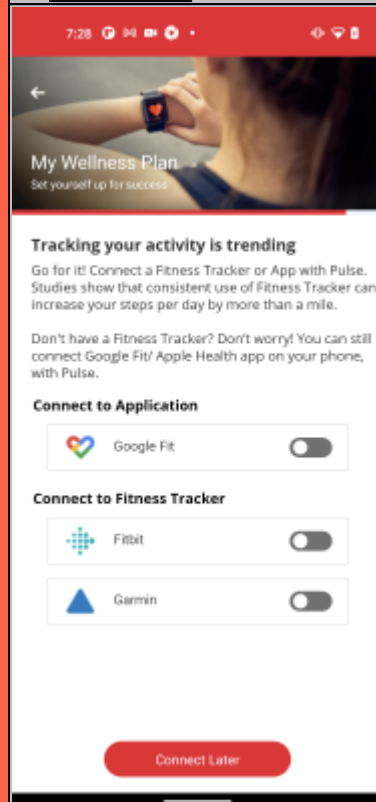 7:28
My Wellness Plan
Set yourself up for success
Tracking your activity is trending
Go for it! Connect a Fitness Tracker or App with Pulse.
Studies show that consistent use of Fitness Tracker can
increase your steps per day by more than a mile.
Don't have a Fitness Tracker? Don't worry! You can still
connect Google Fit/ Apple Health app on your phone,
with Pulse.
Connect to Application
Google Fit
Connect to Fitness Tracker
Fitbit
Garmin
Connect Later